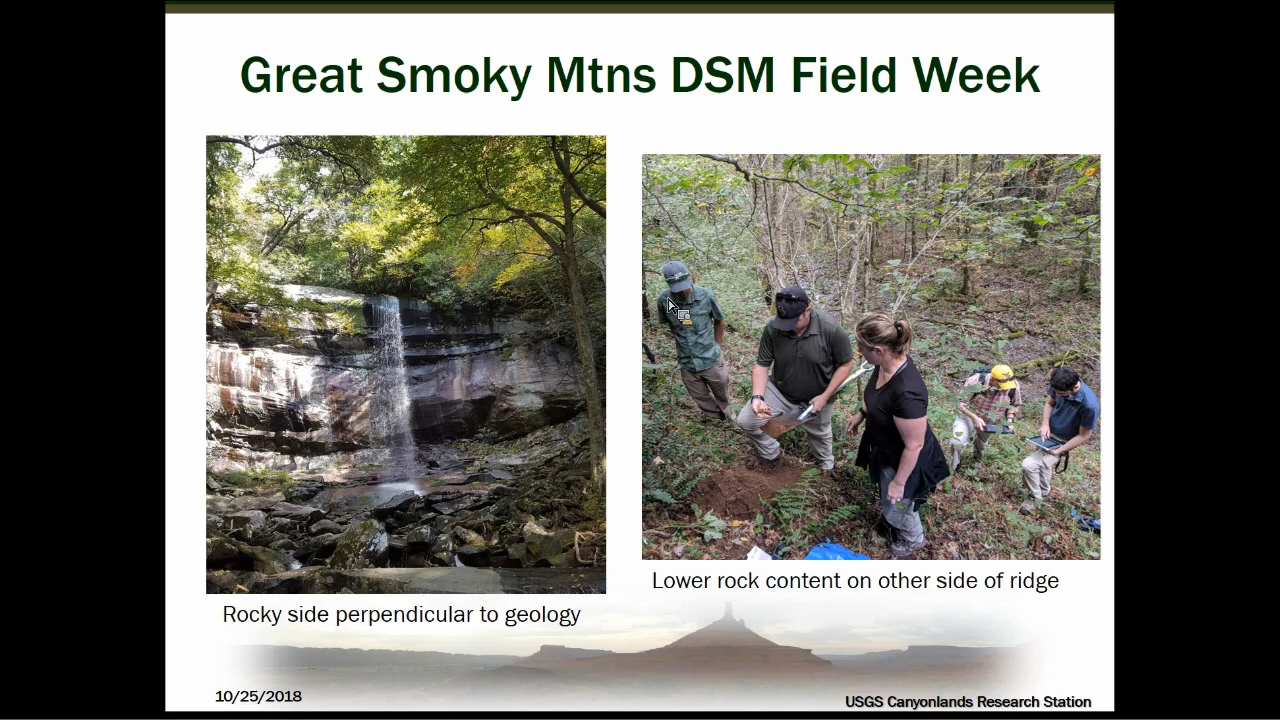 Great Smoky Mtns DSM Field Week
Lower rock content on other side of ridge
Rocky side perpendicular to geology
10/25/2018
USGS Canyonlands Research Station